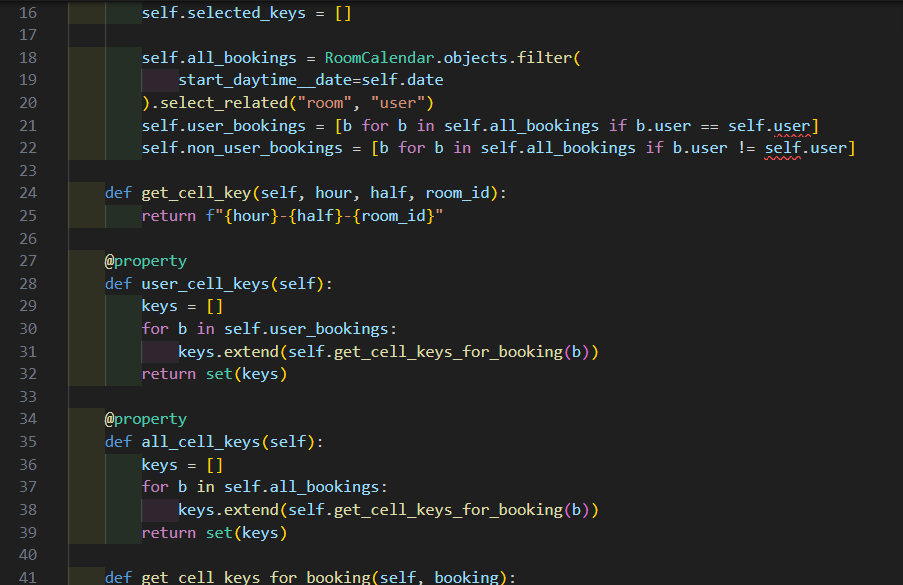 16 self.selected_keys = []
17
18 self.all_bookings = RoomCalendar.objects.filter(
19 start_datetime__date=self.date
20 ).select_related("room", "user")
21 self.user_bookings = [b for b in self.all_bookings if b.user == self.user]
22 self.non_user_bookings = [b for b in self.all_bookings if b.user != self.user]
23
24 def get_cell_key(self, hour, half, room_id):
25 return f"{hour}-{half}-{room_id}"
26
27 @property
28 def user_cell_keys(self):
29 keys = []
30 for b in self.user_bookings:
31 keys.extend(self.get_cell_keys_for_booking(b))
32 return set(keys)
33
34 @property
35 def all_cell_keys(self):
36 keys = []
37 for b in self.all_bookings:
38 keys.extend(self.get_cell_keys_for_booking(b))
39 return set(keys)
40
41 def get_cell_keys_for_booking(self, booking):